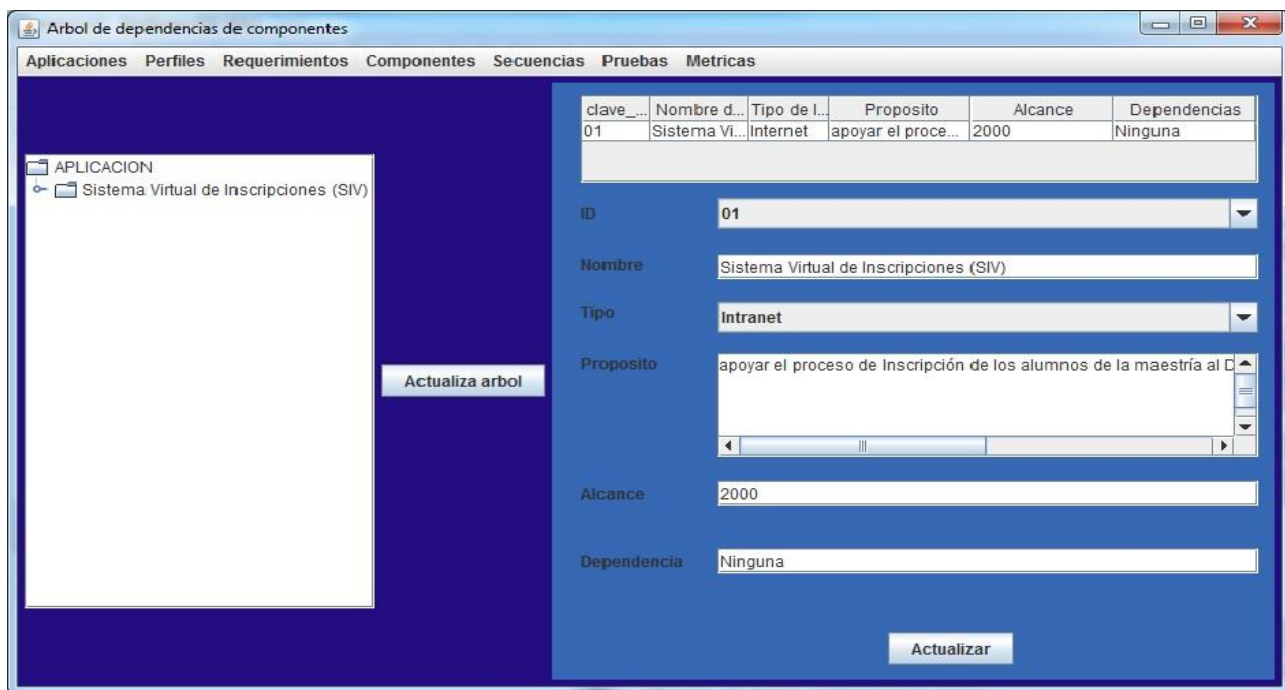 Arbol de dependencias de componentes
Aplicaciones Perfiles Requerimientos Componentes Secuencias Pruebas Metricas
APLICACION
Sistema Virtual de Inscripciones (SIV)
Actualiza arbol
clave_... Nombre d... Tipo de I... Proposito Alcance Dependencias
01 Sistema Vi... Internet apoyar el proce... 2000 Ninguna
ID 01
Nombre Sistema Virtual de Inscripciones (SIV)
Tipo Intranet
Proposito apoyar el proceso de Inscripción de los alumnos de la maestría al D
Alcance 2000
Dependencia Ninguna
Actualizar